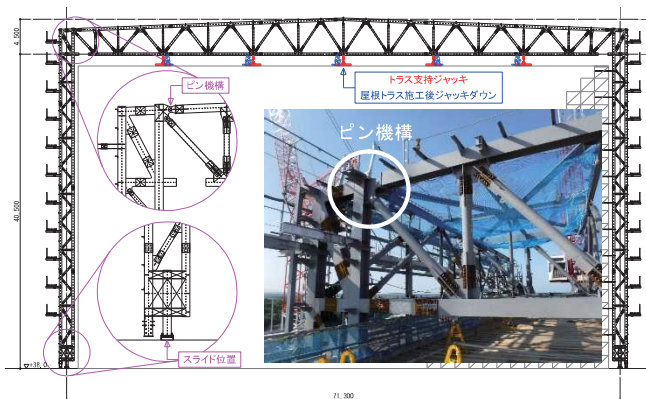 4,500
トラス支持ジャッキ
屋根トラス施工後ジャッキダウン
ピン機構
ピン機構
40,500
スライド位置
71,300